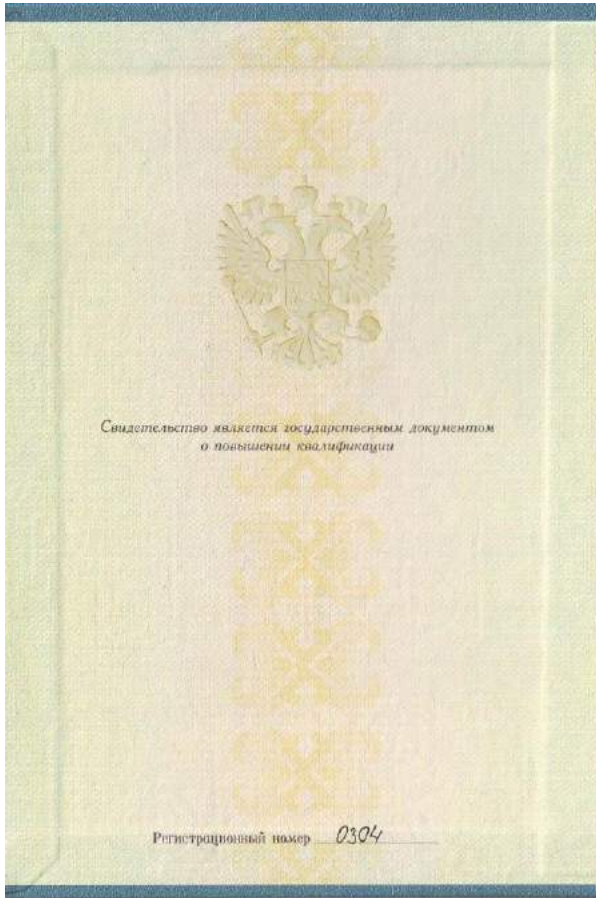 Свидетельство является государственным документом
о повышении квалификации
Регистрационный номер 0304